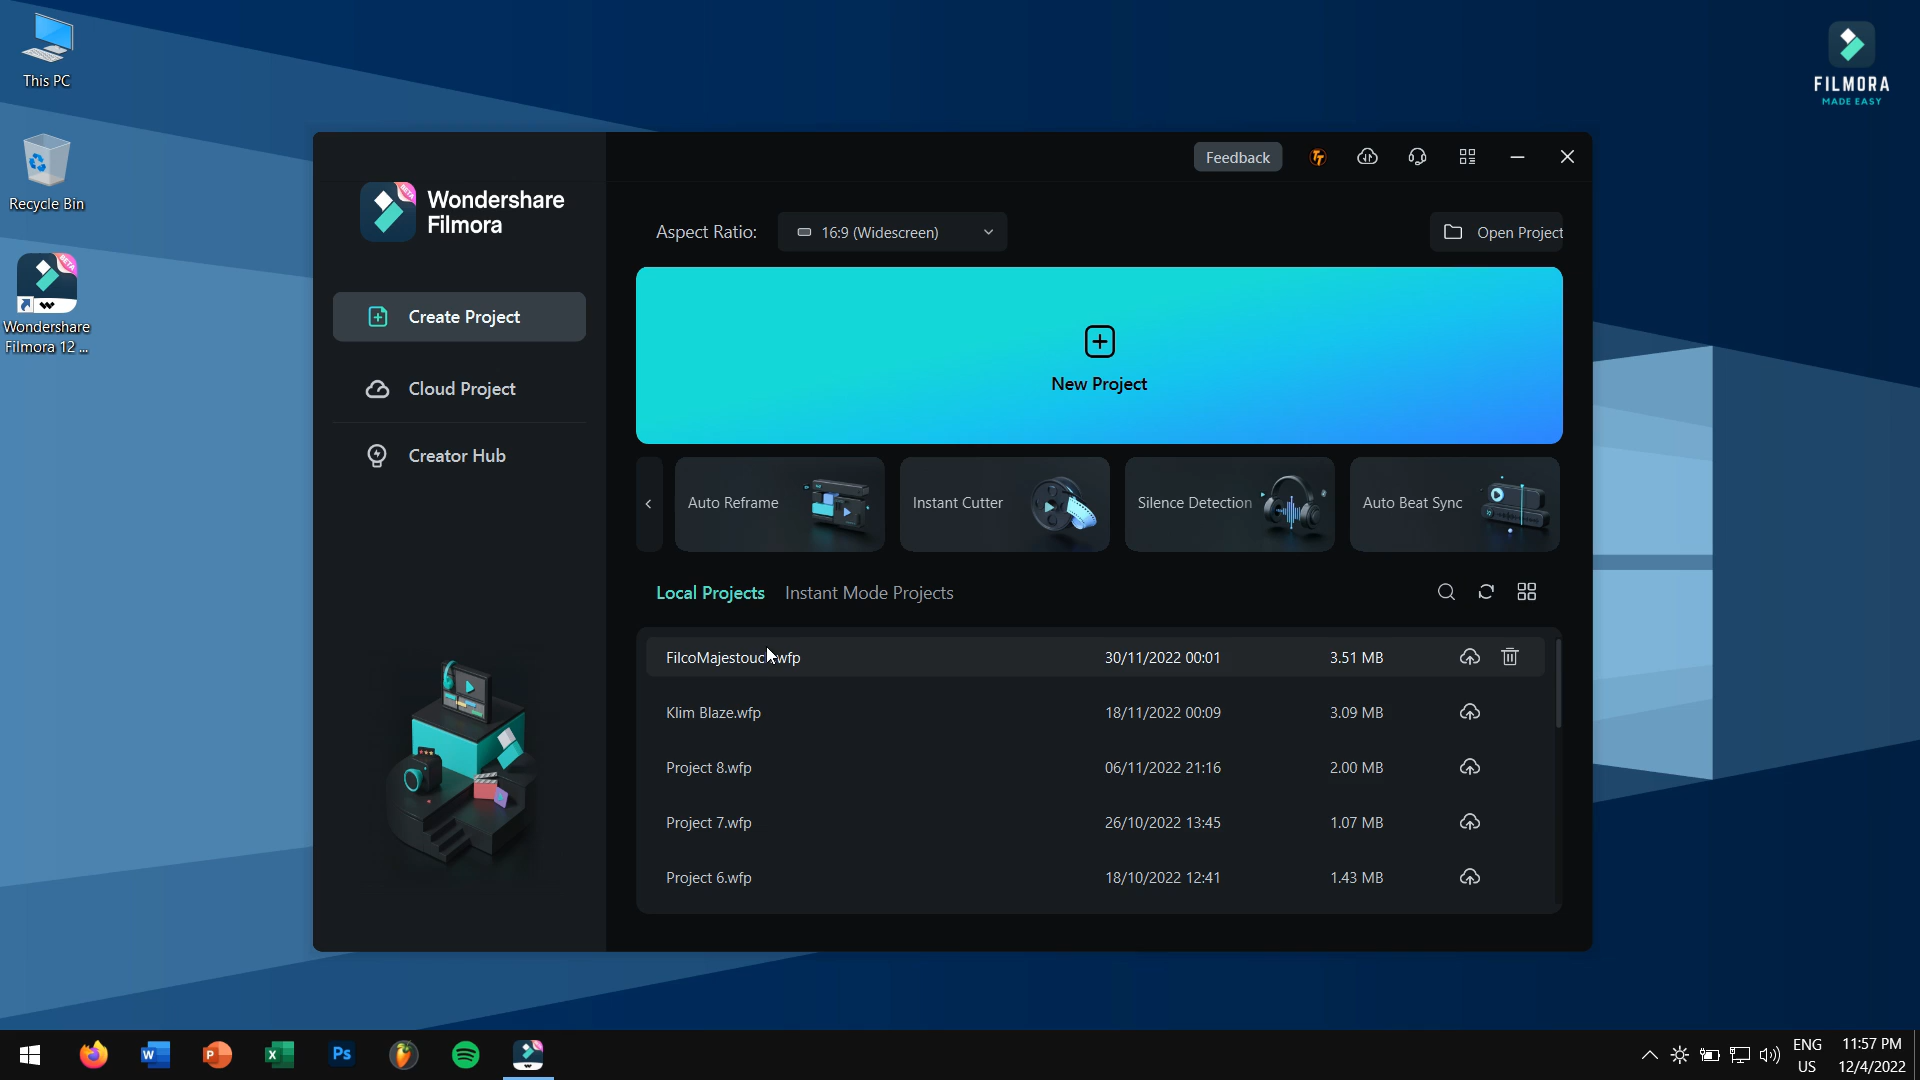 This PC
Recycle Bin
Wondershare
Filmora 12 ...
FILMORA
MADE EASY
Wondershare
Filmora
BETA
Create Project
Cloud Project
Creator Hub
Feedback
Aspect Ratio:
16:9 (Widescreen)
Open Project
New Project
Auto Reframe
Instant Cutter
Silence Detection
Auto Beat Sync
Local Projects
Instant Mode Projects
FilcoMajestouch.wfp 30/11/2022 00:01 3.51 MB
Klim Blaze.wfp 18/11/2022 00:09 3.09 MB
Project 8.wfp 06/11/2022 21:16 2.00 MB
Project 7.wfp 26/10/2022 13:45 1.07 MB
Project 6.wfp 18/10/2022 12:41 1.43 MB
ENG
US
11:57 PM
12/4/2022